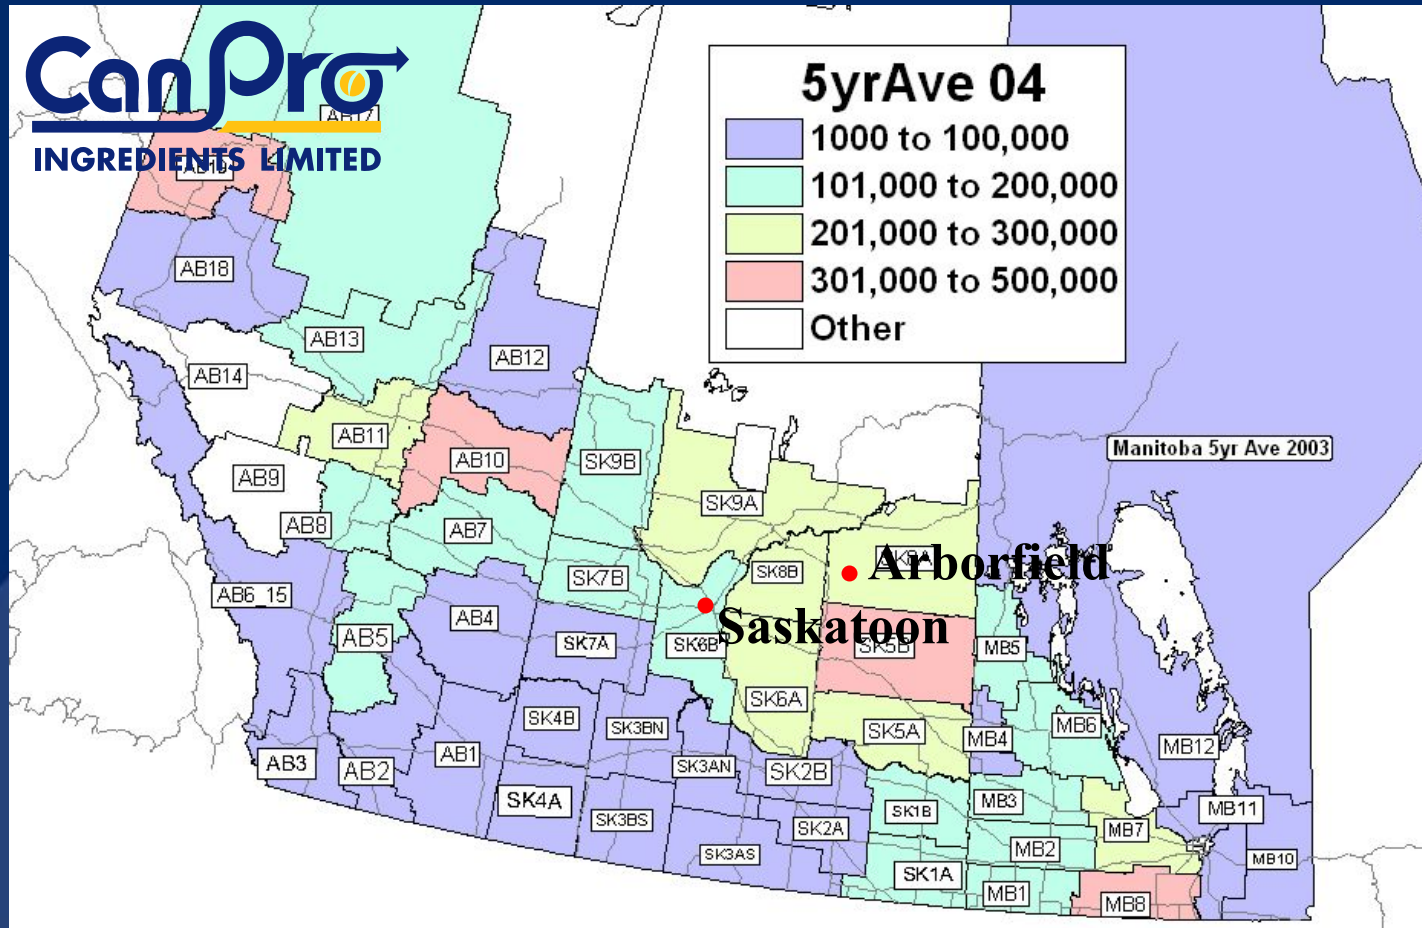 CanPro
INGREDIENTS LIMITED
5yrAve 04
1000 to 100,000
101,000 to 200,000
201,000 to 300,000
301,000 to 500,000
Other
AB17
AB19
AB18
AB13
AB12
AB14
AB11
Manitoba 5yr Ave 2003
AB10
SK9B
AB9
SK9A
AB8
AB7
SK8A
Arborfield
SK8B
SK7B
AB6_15
AB4
Saskatoon
AB5
SK7A
SK6B
SK5B
MB5
SK6A
SK4B
SK3BN
SK5A
MB4
MB6
MB12
AB3
AB2
AB1
SK3AN
SK2B
SK4A
MB3
MB11
SK1B
SK3BS
SK2A
MB7
MB2
SK3AS
MB10
SK1A
MB1
MB8